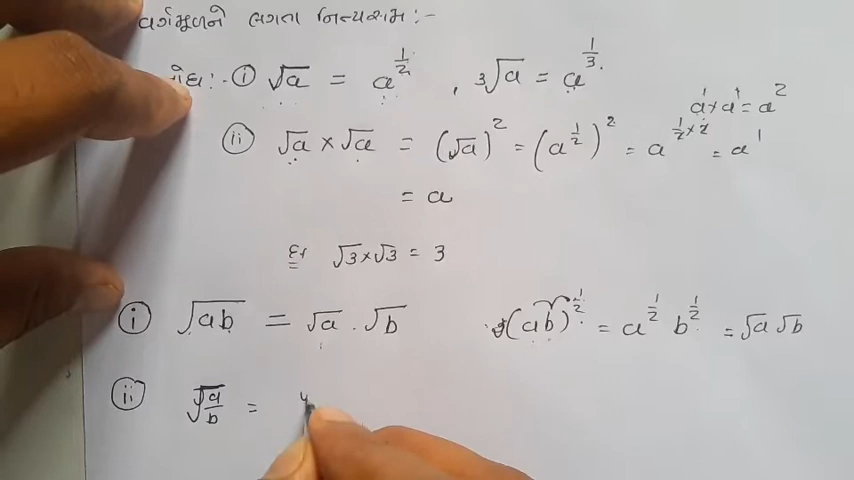 વર્ગમૂળને લગતા નિત્યસમ :-
ⓘ √a = a^(1/2) , ³√a = a^(1/3).
a¹ × a¹ = a²
ⓘⓘ √a × √a = (√a)² = (a^(1/2))² = a^(1/2 × 2) = a¹
= a
√3 × √3 = 3
ⓘ √ab = √a . √b (ab)^(1/2) = a^(1/2) b^(1/2) = √a √b
ⓘⓘ √(a/b) =